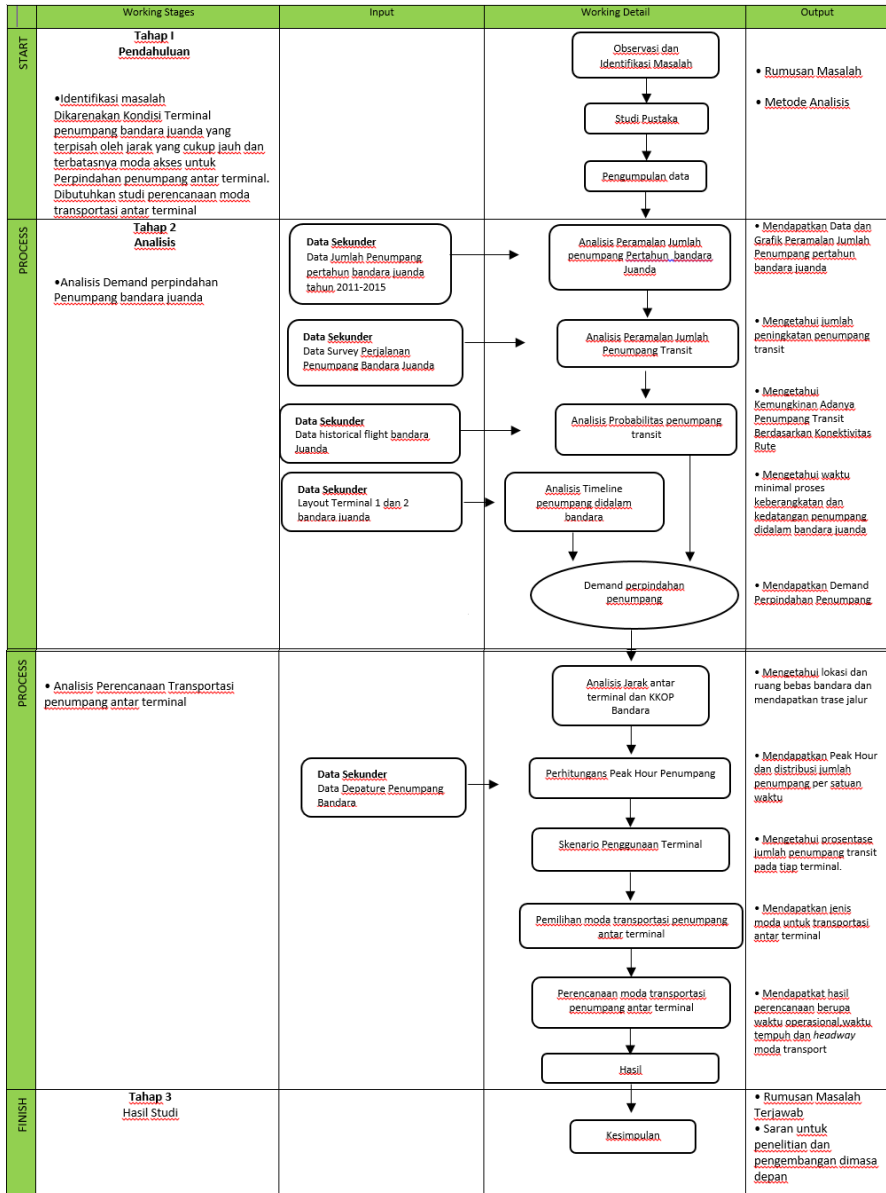 Working Stages
Input
Working Detail
Output
START
Tahap I
Pendahuluan
•Identifikasi masalah
Dikarenakan Kondisi Terminal
penumpang bandara juanda yang
terpisah oleh jarak yang cukup jauh dan
terbatasnya moda akses untuk
Perpindahan penumpang antar terminal.
Dibutuhkan studi perencanaan moda
transportasi antar terminal
Observasi dan
Identifikasi Masalah
Studi Pustaka
Pengumpulan data
• Rumusan Masalah
• Metode Analisis
PROCESS
Tahap 2
Analisis
•Analisis Demand perpindahan
Penumpang bandara juanda
Data Sekunder
Data Jumlah Penumpang
pertahun bandara juanda
tahun 2011-2015
Analisis Peramalan Jumlah
penumpang Pertahun bandara
Juanda
• Mendapatkan Data dan
Grafik Peramalan Jumlah
Penumpang pertahun
bandara juanda
Data Sekunder
Data Survey Perjalanan
Penumpang Bandara Juanda
Analisis Peramalan Jumlah
Penumpang Transit
• Mengetahui jumlah
peningkatan penumpang
transit
Data Sekunder
Data historical flight bandara
Juanda
Analisis Probabilitas penumpang
transit
• Mengetahui
Kemungkinan Adanya
Penumpang Transit
Berdasarkan Konektivitas
Rute
Data Sekunder
Layout Terminal 1 dan 2
bandara juanda
Analisis Timeline
penumpang didalam
bandara
• Mengetahui waktu
minimal proses
keberangkatan dan
kedatangan penumpang
didalam bandara juanda
Demand perpindahan
penumpang
• Mendapatkan Demand
Perpindahan Penumpang
PROCESS
• Analisis Perencanaan Transportasi
penumpang antar terminal
Analisis Jarak antar
terminal dan KKOP
Bandara
• Mengetahui lokasi dan
ruang bebas bandara dan
mendapatkan trase jalur
Data Sekunder
Data Depature Penumpang
Bandara
Perhitungans Peak Hour Penumpang
• Mendapatkan Peak Hour
dan distribusi jumlah
penumpang per satuan
waktu
Skenario Penggunaan Terminal
• Mengetahui prosentase
jumlah penumpang transit
pada tiap terminal.
Pemilihan moda transportasi penumpang
antar terminal
• Mendapatkan jenis
moda untuk transportasi
antar terminal
Perencanaan moda transportasi
penumpang antar terminal
• Mendapatkat hasil
perencanaan berupa
waktu operasional,waktu
tempuh dan headway
moda transport
Hasil
FINISH
Tahap 3
Hasil Studi
Kesimpulan
• Rumusan Masalah
Terjawab
• Saran untuk
penelitian dan
pengembangan dimasa
depan